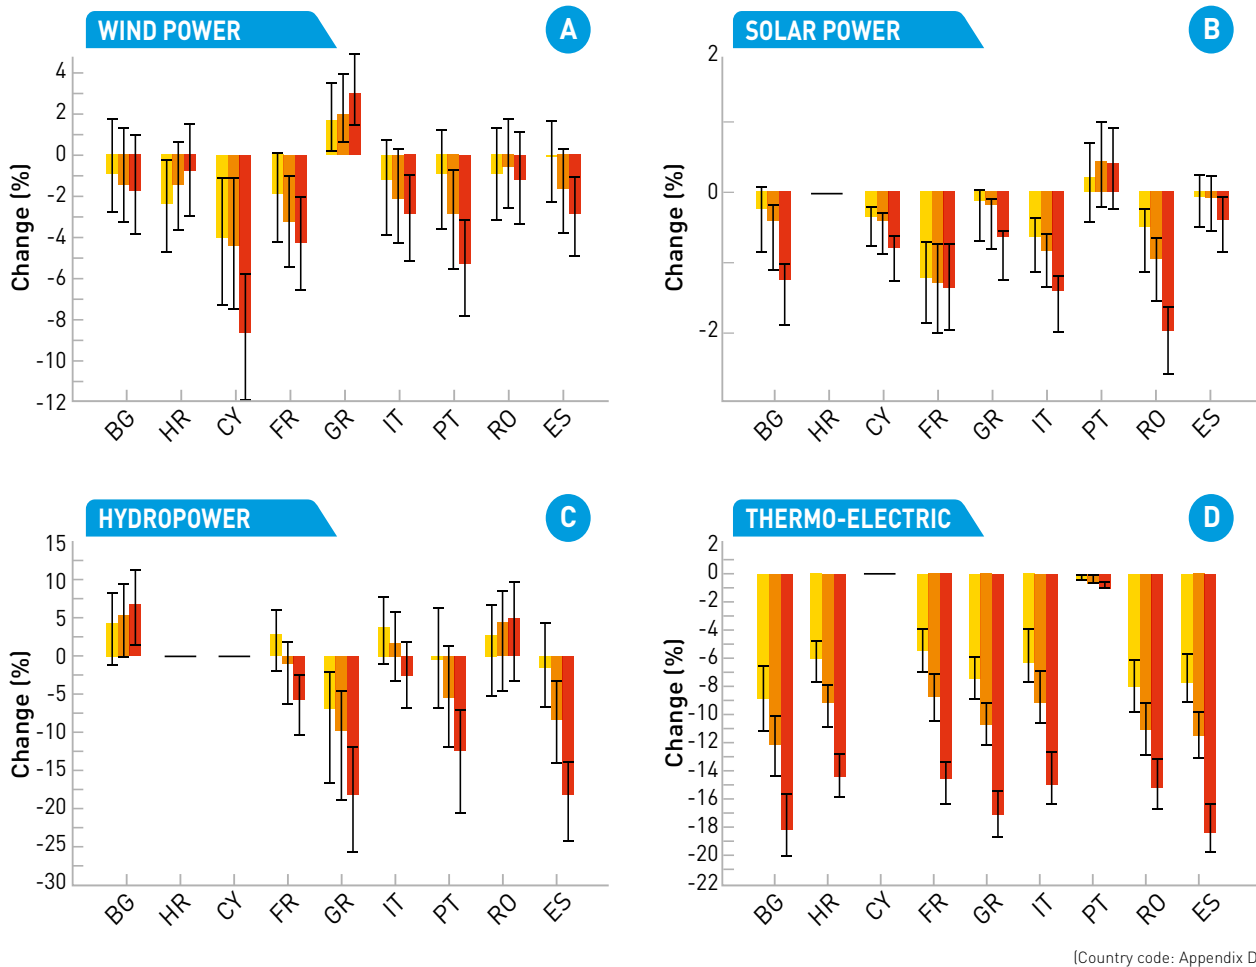 WIND POWER
A
Change (%)
4
2
0
-2
-4
-6
-8
-10
-12
BG HR CY FR GR IT PT RO ES
SOLAR POWER
B
Change (%)
2
1
0
-2
BG HR CY FR GR IT PT RO ES
HYDROPOWER
C
Change (%)
15
10
5
0
-5
-10
-15
-20
-25
-30
BG HR CY FR GR IT PT RO ES
THERMO-ELECTRIC
D
Change (%)
2
0
-2
-4
-6
-8
-10
-12
-14
-16
-18
-20
-22
BG HR CY FR GR IT PT RO ES
(Country code: Appendix D